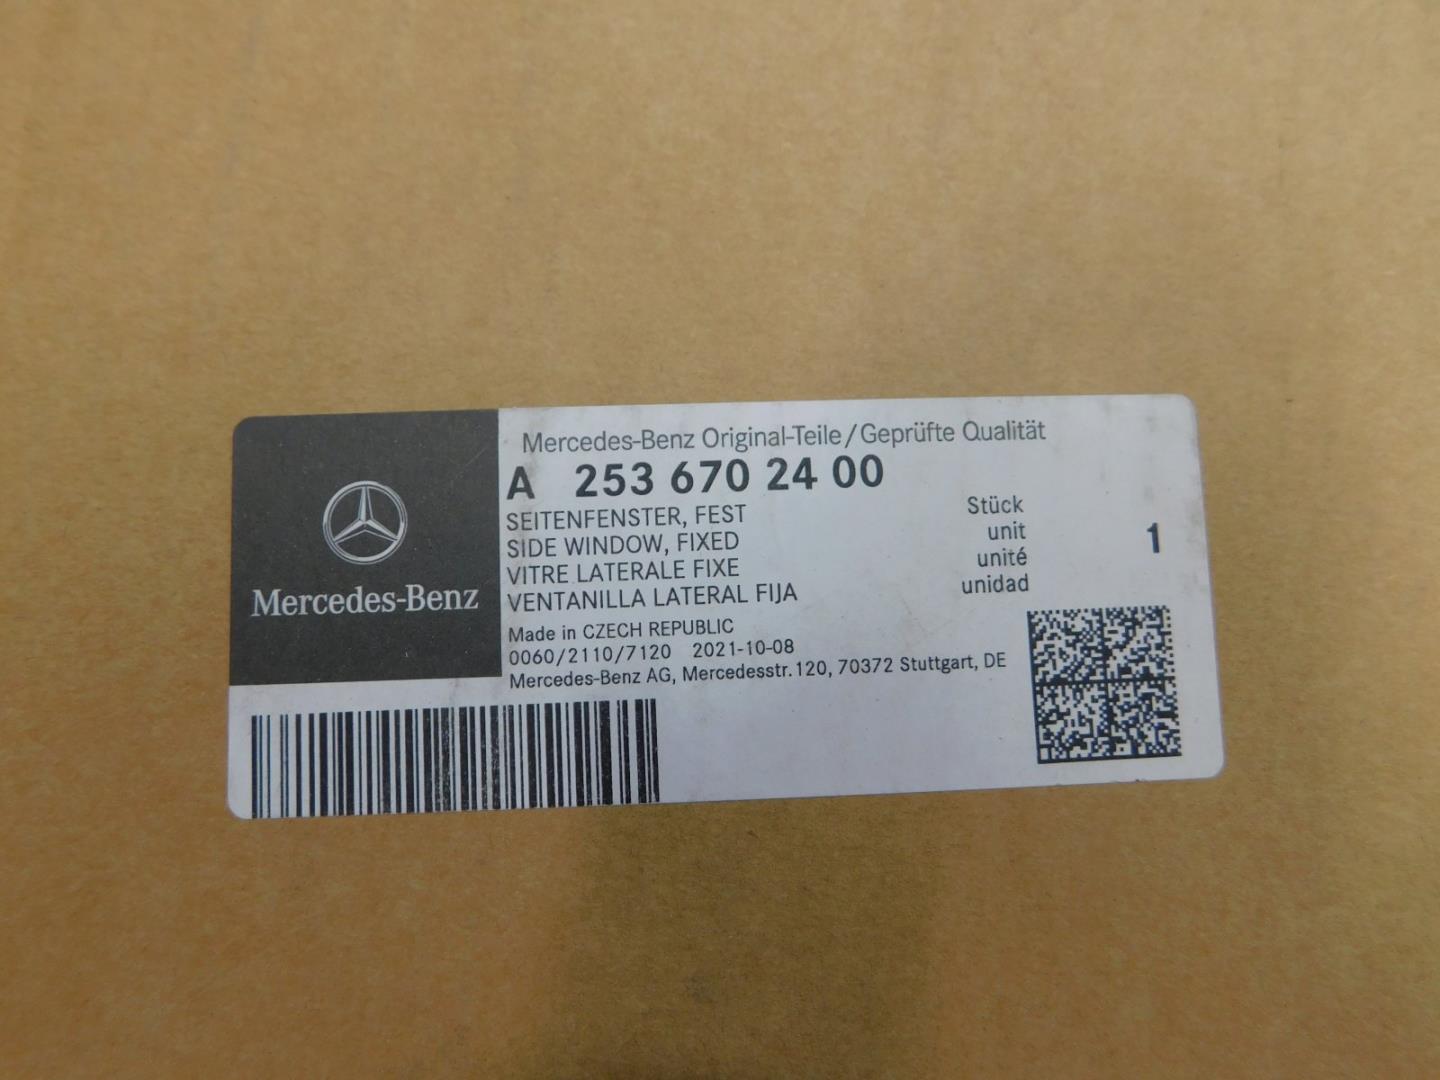 Mercedes-Benz
Mercedes-Benz Original-Teile/Geprüfte Qualität
A 253 670 24 00
SEITENFENSTER, FEST
SIDE WINDOW, FIXED
VITRE LATERALE FIXE
VENTANILLA LATERAL FIJA
Stück
unit
unité
unidad
1
Made in CZECH REPUBLIC
0060/2110/7120 2021-10-08
Mercedes-Benz AG, Mercedesstr.120, 70372 Stuttgart, DE